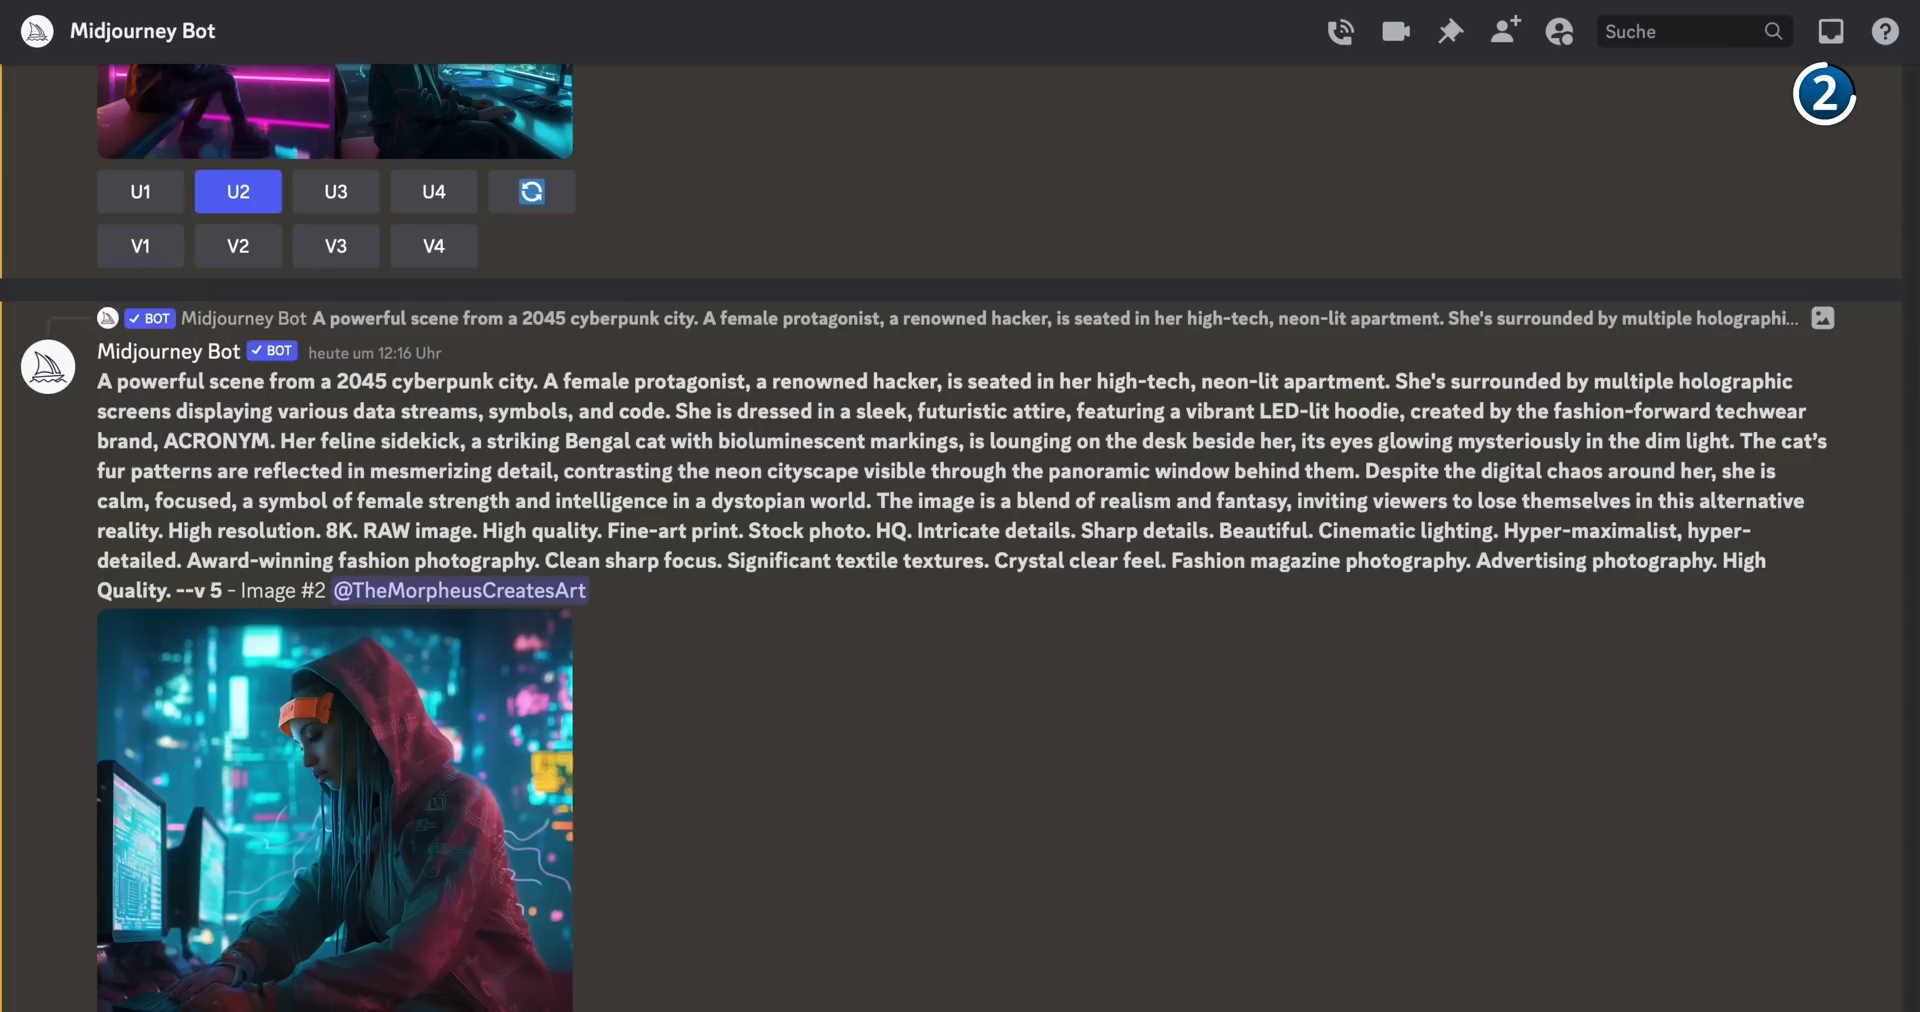 Midjourney Bot
Suche
2
U1 U2 U3 U4
V1 V2 V3 V4
BOT Midjourney Bot A powerful scene from a 2045 cyberpunk city. A female protagonist, a renowned hacker, is seated in her high-tech, neon-lit apartment. She's surrounded by multiple holographi...
Midjourney Bot BOT heute um 12:16 Uhr
A powerful scene from a 2045 cyberpunk city. A female protagonist, a renowned hacker, is seated in her high-tech, neon-lit apartment. She's surrounded by multiple holographic
screens displaying various data streams, symbols, and code. She is dressed in a sleek, futuristic attire, featuring a vibrant LED-lit hoodie, created by the fashion-forward techwear
brand, ACRONYM. Her feline sidekick, a striking Bengal cat with bioluminescent markings, is lounging on the desk beside her, its eyes glowing mysteriously in the dim light. The cat’s
fur patterns are reflected in mesmerizing detail, contrasting the neon cityscape visible through the panoramic window behind them. Despite the digital chaos around her, she is
calm, focused, a symbol of female strength and intelligence in a dystopian world. The image is a blend of realism and fantasy, inviting viewers to lose themselves in this alternative
reality. High resolution. 8K. RAW image. High quality. Fine-art print. Stock photo. HQ. Intricate details. Sharp details. Beautiful. Cinematic lighting. Hyper-maximalist, hyper-
detailed. Award-winning fashion photography. Clean sharp focus. Significant textile textures. Crystal clear feel. Fashion magazine photography. Advertising photography. High
Quality. --v 5 - Image #2 @TheMorpheusCreatesArt